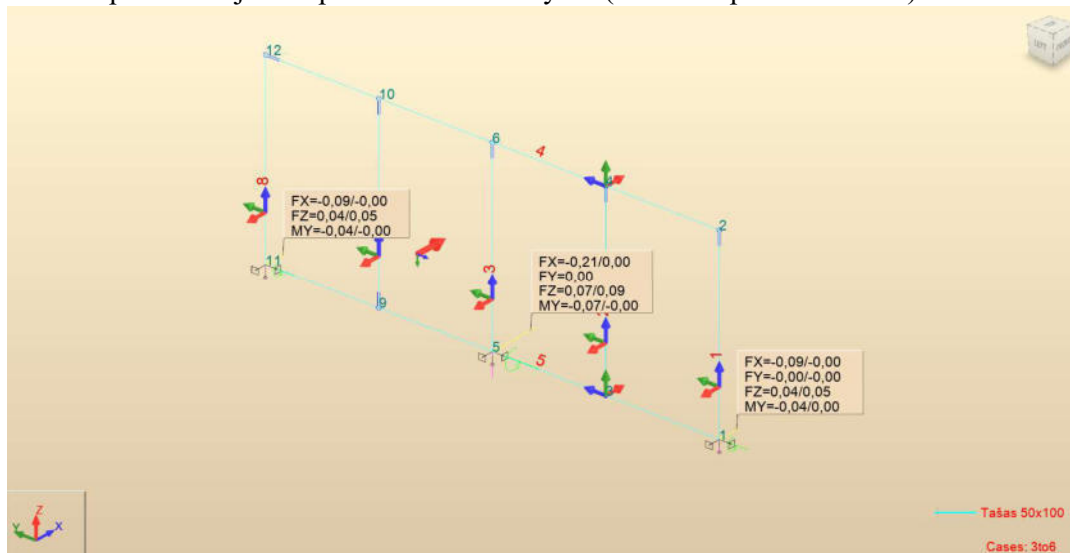 12
10
6
4
2
8
FX=-0,09/-0,00
FZ=0,04/0,05
MY=-0,04/-0,00
11
9
3
FX=-0,21/0,00
FY=0,00
FZ=0,07/0,09
MY=-0,07/-0,00
5
5
1
FX=-0,09/-0,00
FY=-0,00/-0,00
FZ=0,04/0,05
MY=-0,04/0,00
1
Z
Y
X
Tašas 50x100
Cases: 3to6